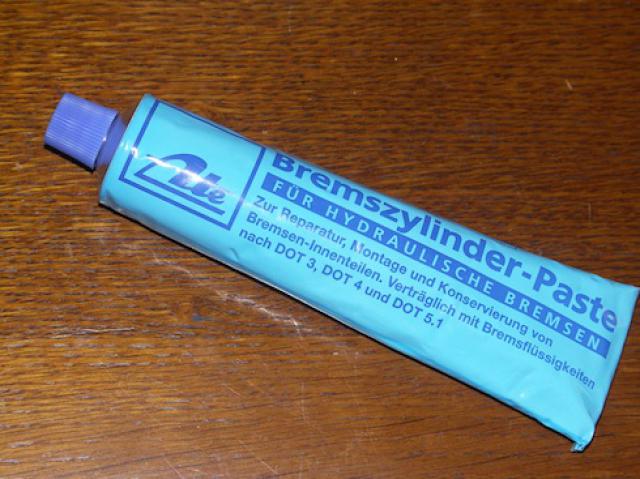 Ate
Bremszylinder-Paste
FÜR HYDRAULISCHE BREMSEN
Zur Reparatur, Montage und Konservierung von
Bremsen-Innenteilen. Verträglich mit Bremsflüssigkeiten
nach DOT 3, DOT 4 und DOT 5.1